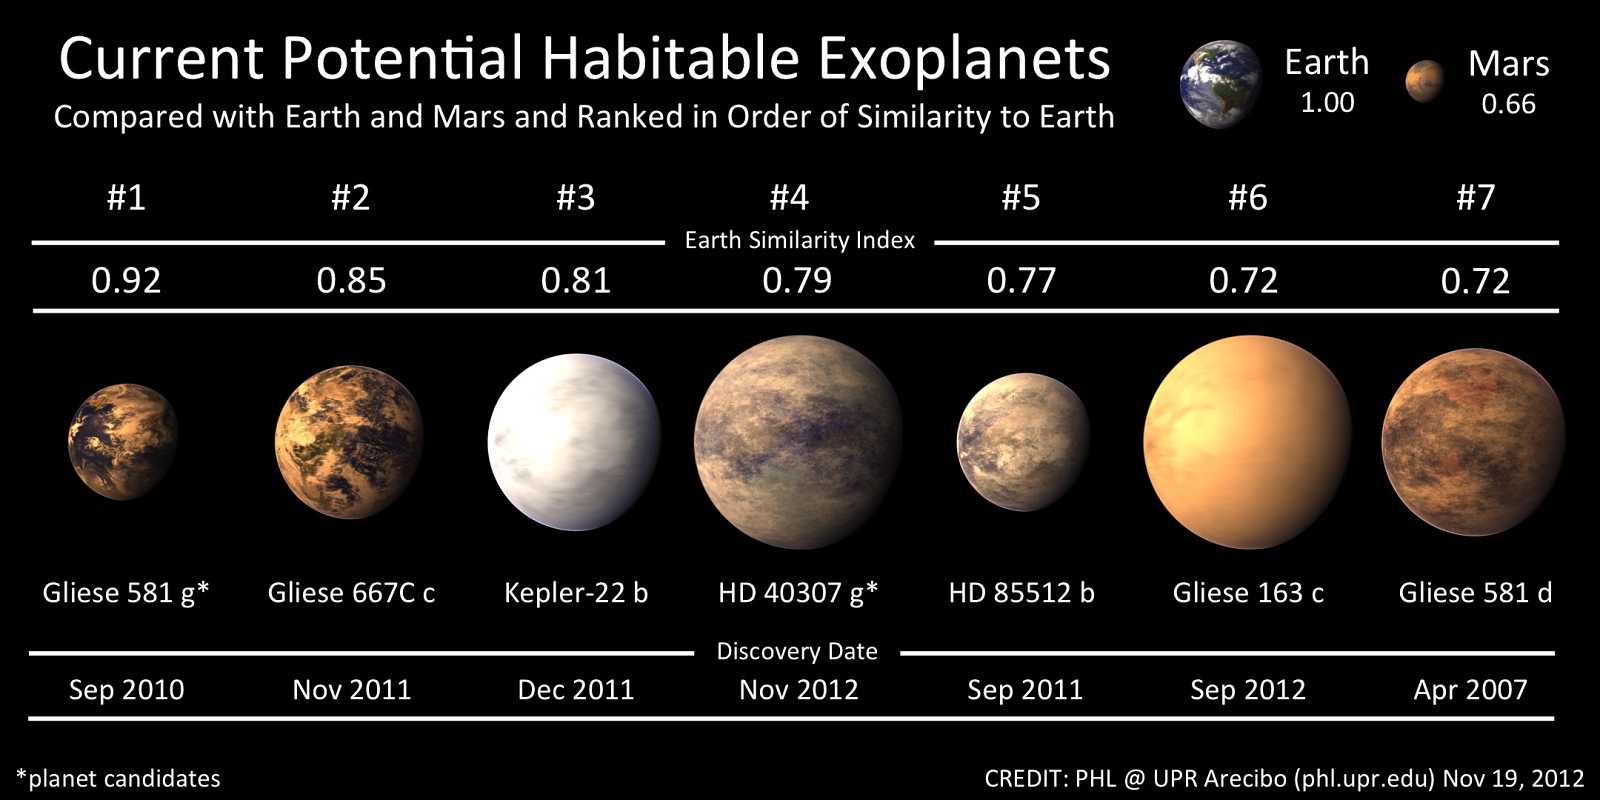 Current Potential Habitable Exoplanets
Compared with Earth and Mars and Ranked in Order of Similarity to Earth
Earth
1.00
Mars
0.66
#1 #2 #3 #4 #5 #6 #7
Earth Similarity Index
0.92 0.85 0.81 0.79 0.77 0.72 0.72
Gliese 581 g* Gliese 667C c Kepler-22 b HD 40307 g* HD 85512 b Gliese 163 c Gliese 581 d
Discovery Date
Sep 2010 Nov 2011 Dec 2011 Nov 2012 Sep 2011 Sep 2012 Apr 2007
*planet candidates
CREDIT: PHL @ UPR Arecibo (phl.upr.edu) Nov 19, 2012